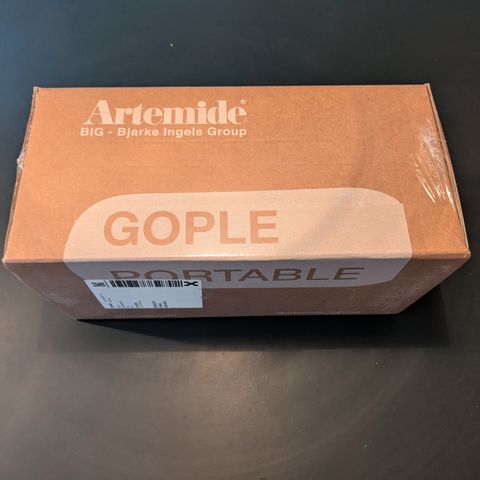 Artemide®
BIG - Bjarke Ingels Group
GOPLE
PORTABLE
X